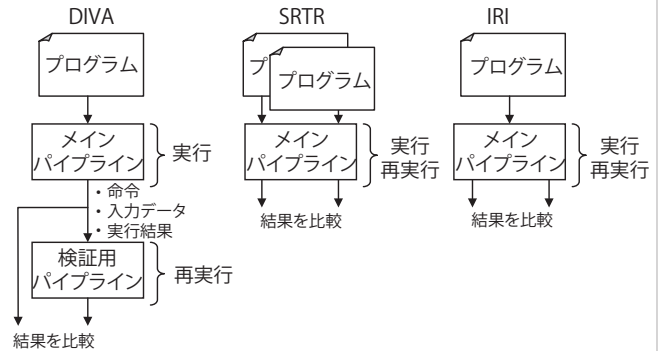 DIVA
プログラム
メイン
パイプライン
実行
・命令
・入力データ
・実行結果
検証用
パイプライン
再実行
結果を比較
SRTR
プ
プログラム
メイン
パイプライン
実行
再実行
結果を比較
IRI
プログラム
メイン
パイプライン
実行
再実行
結果を比較